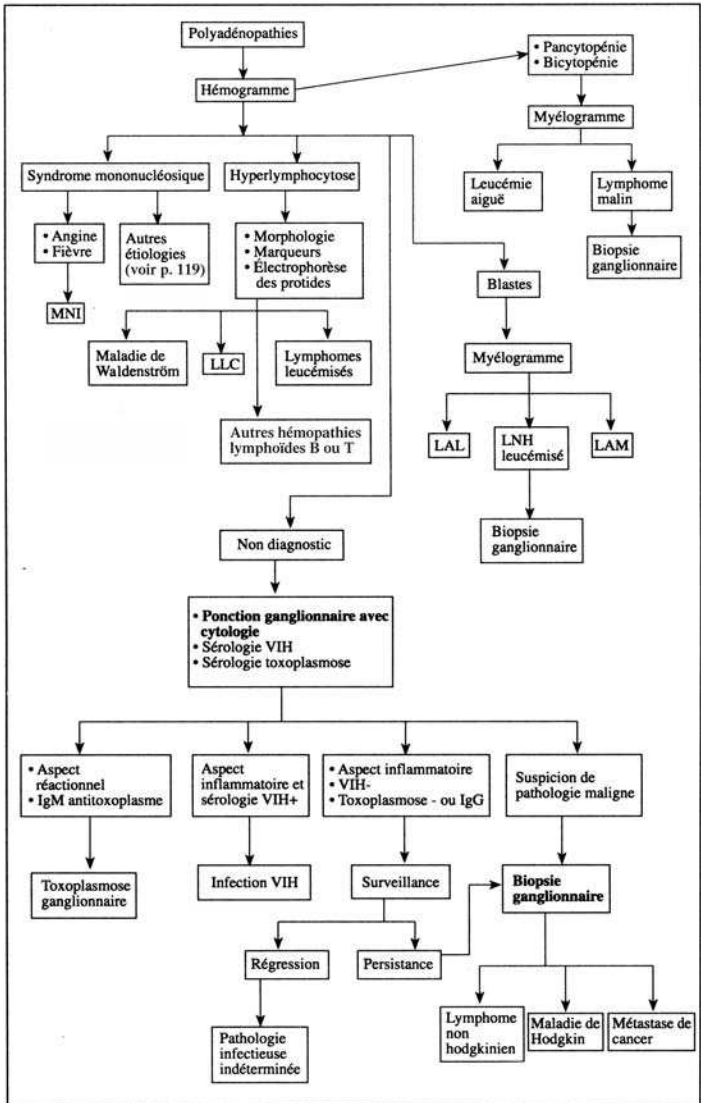 Polyadénopathies
Hémogramme
• Pancytopénie
• Bicytopénie
Myélogramme
Leucémie
aiguë
Lymphome
malin
Biopsie
ganglionnaire
Syndrome mononucléosique
Hyperlymphocytose
• Angine
• Fièvre
Autres
étiologies
(voir p. 119)
• Morphologie
• Marqueurs
• Électrophorèse
des protides
MNI
Maladie de
Waldenström
LLC
Lymphomes
leucémisés
Autres hémopathies
lymphoïdes B ou T
Blastes
Myélogramme
LAL
LNH
leucémisé
LAM
Biopsie
ganglionnaire
Non diagnostic
• Ponction ganglionnaire avec
cytologie
• Sérologie VIH
• Sérologie toxoplasmose
• Aspect
réactionnel
• IgM antitoxoplasme
Aspect
inflammatoire et
sérologie VIH+
• Aspect inflammatoire
• VIH-
• Toxoplasmose - ou IgG
Suspicion de
pathologie maligne
Toxoplasmose
ganglionnaire
Infection VIH
Surveillance
Biopsie
ganglionnaire
Régression
Persistance
Pathologie
infectieuse
indéterminée
Lymphome
non
hodgkinien
Maladie de
Hodgkin
Métastase de
cancer